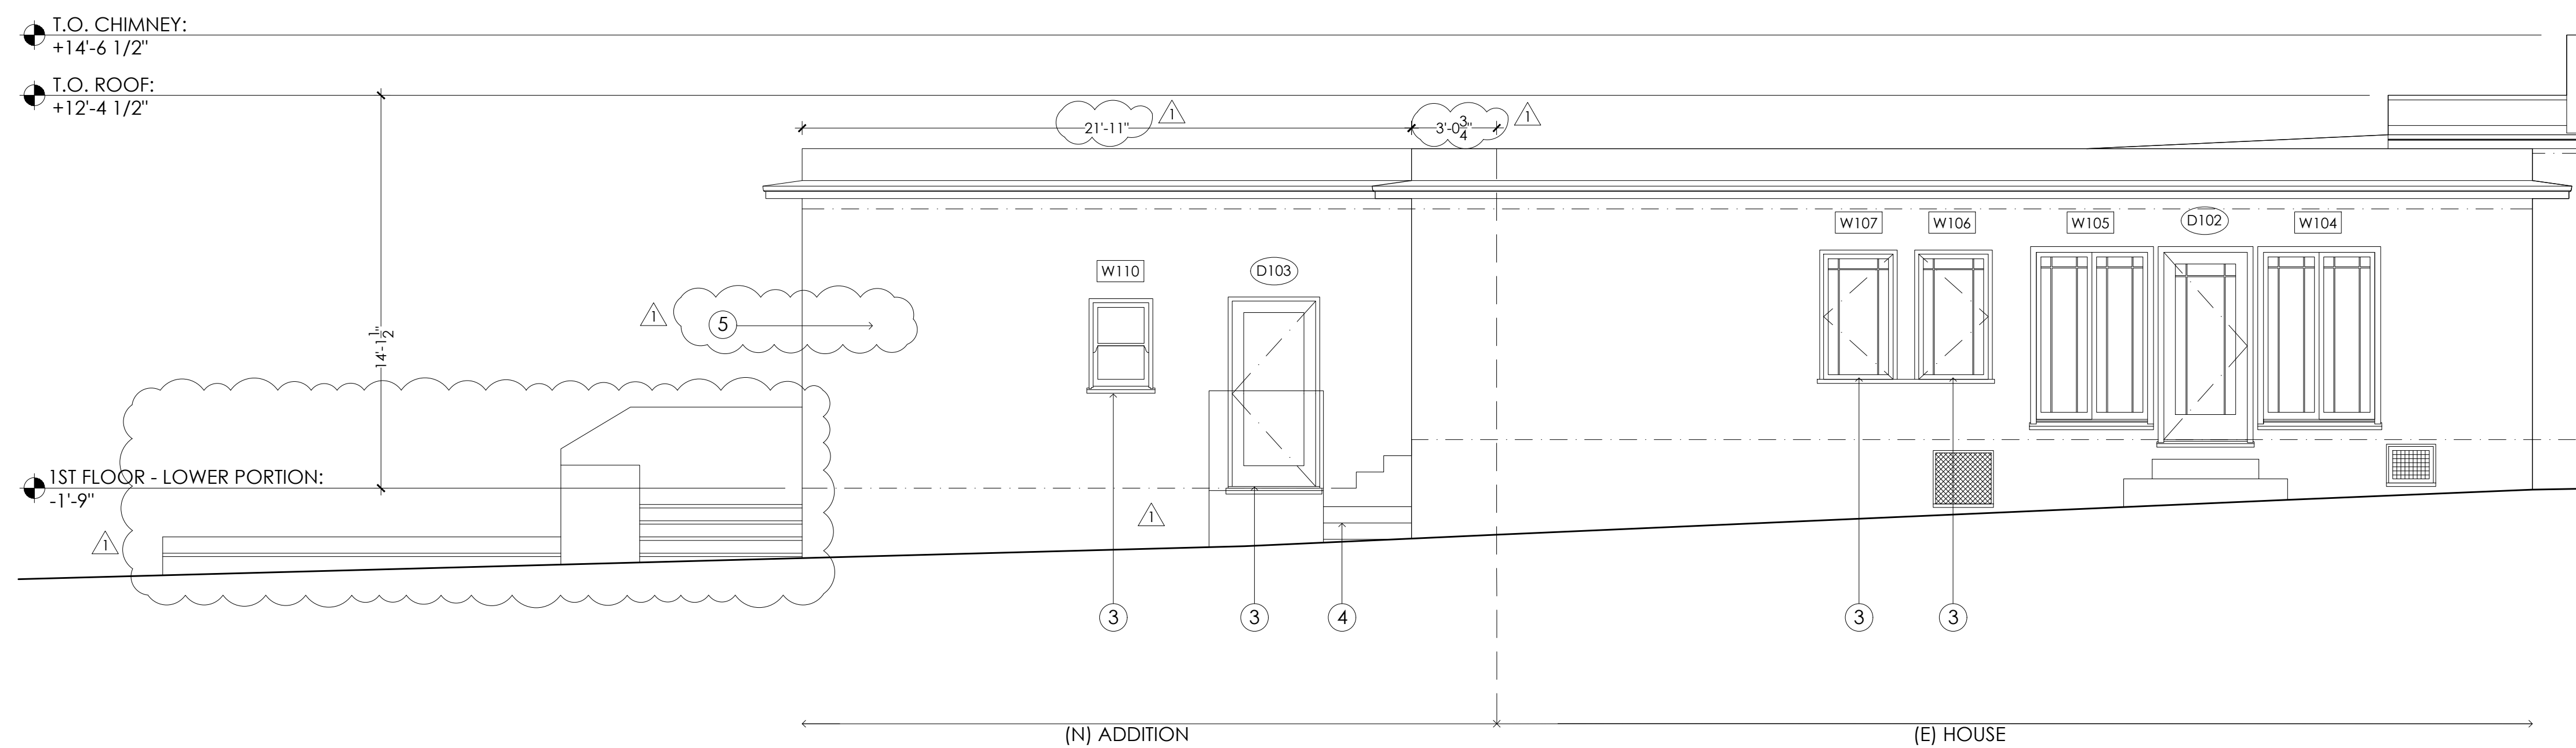 T.O. CHIMNEY:
+14'-6 1/2"
T.O. ROOF:
+12'-4 1/2"
21'-11"
1
3'-0 3/4"
1
W107
W106
W105
D102
W104
W110
D103
1
5
14'-1 1/2"
1ST FLOOR - LOWER PORTION:
-1'-9"
1
1
3
3
4
3
3
(N) ADDITION
(E) HOUSE